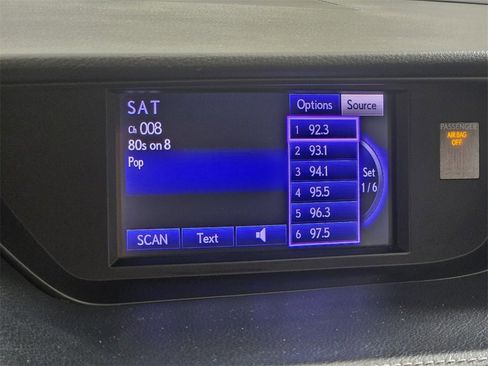 SAT
Options
Source
Ch 008
80s on 8
Pop
1 92.3
2 93.1
3 94.1
4 95.5
5 96.3
6 97.5
Set
1/6
SCAN
Text
PASSENGER
AIR BAG
OFF